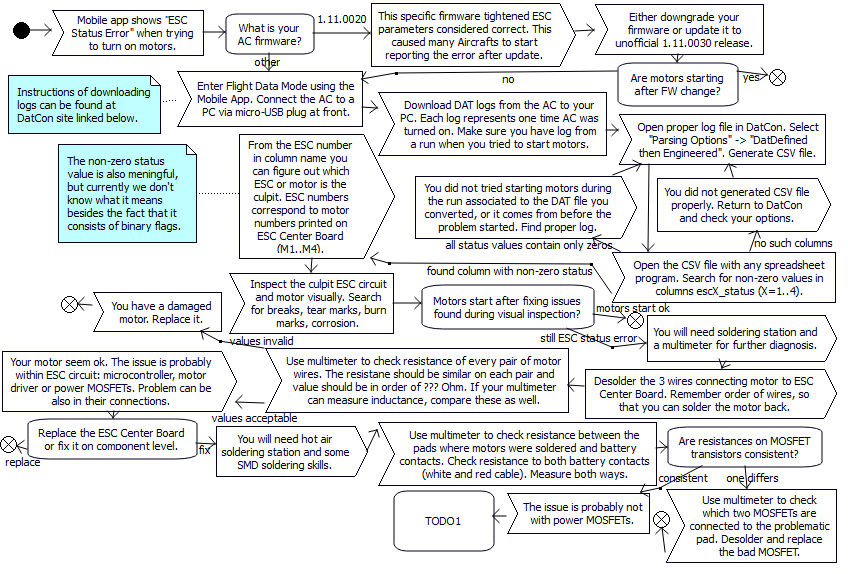 Mobile app shows "ESC
Status Error" when trying
to turn on motors.
What is your
AC firmware?
1.11.0020
This specific firmware tightened ESC
parameters considered correct. This
caused many Aircrafts to start
reporting the error after update.
Either downgrade your
firmware or update it to
unofficial 1.11.0030 release.
other
no
Are motors starting
after FW change?
yes
Instructions of downloading
logs can be found at
DatCon site linked below.
Enter Flight Data Mode using the
Mobile App. Connect the AC to a
PC via micro-USB plug at front.
Download DAT logs from the AC to your
PC. Each log represents one time AC was
turned on. Make sure you have log from
a run when you tried to start motors.
Open proper log file in DatCon. Select
"Parsing Options" -> "DatDefined
then Engineered". Generate CSV file.
The non-zero status
value is also meaningful,
but currently we don't
know what it means
besides the fact that it
consists of binary flags.
From the ESC number
in column name you
can figure out which
ESC or motor is the
culpit. ESC numbers
correspond to motor
numbers printed on
ESC Center Board
(M1..M4).
You did not tried starting motors during
the run associated to the DAT file you
converted, or it comes from before the
problem started. Find proper log.
You did not generated CSV file
properly. Return to DatCon
and check your options.
all status values contain only zeros
no such columns
found column with non-zero status
Open the CSV file with any spreadsheet
program. Search for non-zero values in
columns escX_status (X=1..4).
Inspect the culpit ESC circuit
and motor visually. Search
for breaks, tear marks, burn
marks, corrosion.
Motors start after fixing issues
found during visual inspection?
motors start ok
You have a damaged
motor. Replace it.
values invalid
still ESC status error
You will need soldering station and
a multimeter for further diagnosis.
Your motor seem ok. The issue is probably
within ESC circuit: microcontroller, motor
driver or power MOSFETs. Problem can be
also in their connections.
Use multimeter to check resistance of every pair of motor
wires. The resistane should be similar on each pair and
value should be in order of ??? Ohm. If your multimeter
can measure inductance, compare these as well.
Desolder the 3 wires connecting motor to ESC
Center Board. Remember order of wires, so
that you can solder the motor back.
values acceptable
Replace the ESC Center Board
or fix it on component level.
replace
fix
You will need hot air
soldering station and some
SMD soldering skills.
Use multimeter to check resistance between the
pads where motors were soldered and battery
contacts. Check resistance to both battery contacts
(white and red cable). Measure both ways.
Are resistances on MOSFET
transistors consistent?
consistent
one differs
TODO1
The issue is probably not
with power MOSFETs.
Use multimeter to check
which two MOSFETs are
connected to the problematic
pad. Desolder and replace
the bad MOSFET.